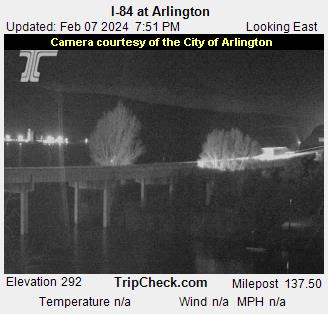 I-84 at Arlington
Updated: Feb 07 2024 7:51 PM Looking East
Camera courtesy of the City of Arlington
Elevation 292 TripCheck.com Milepost 137.50
Temperature n/a Wind n/a MPH n/a